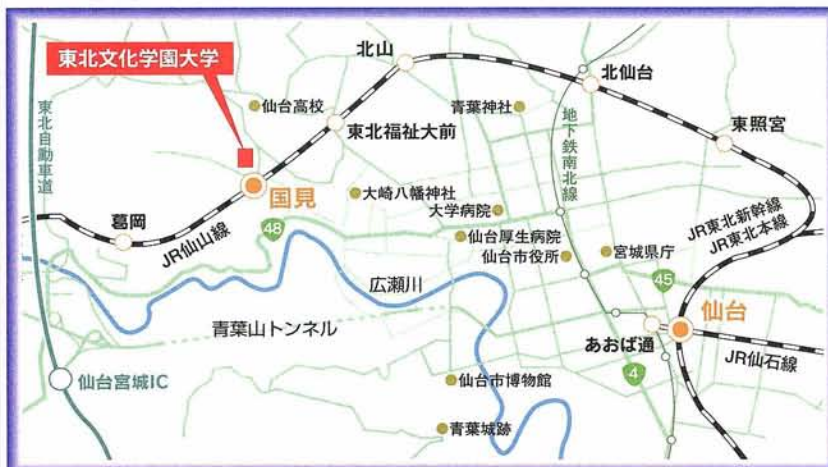 東北文化学園大学
北山
北仙台
仙台高校
青葉神社
東北福祉大前
東照宮
東北自動車道
地下鉄南北線
国見
大崎八幡神社
大学病院
葛岡
JR仙山線
48
仙台厚生病院
宮城県庁
仙台市役所
JR東北新幹線
JR東北本線
広瀬川
45
仙台
青葉山トンネル
あおば通
JR仙石線
仙台宮城IC
仙台市博物館
4
青葉城跡